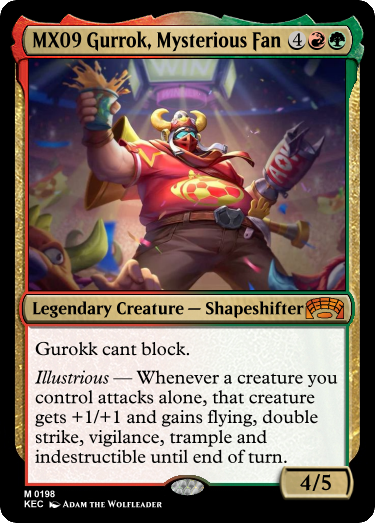 MX09 Gurrok, Mysterious Fan 4
AO!
Legendary Creature — Shapeshifter
Gurokk cant block.
Illustrious — Whenever a creature you
control attacks alone, that creature
gets +1/+1 and gains flying, double
strike, vigilance, trample and
indestructible until end of turn.
4/5
M 0198
KEC Adam the Wolfleader